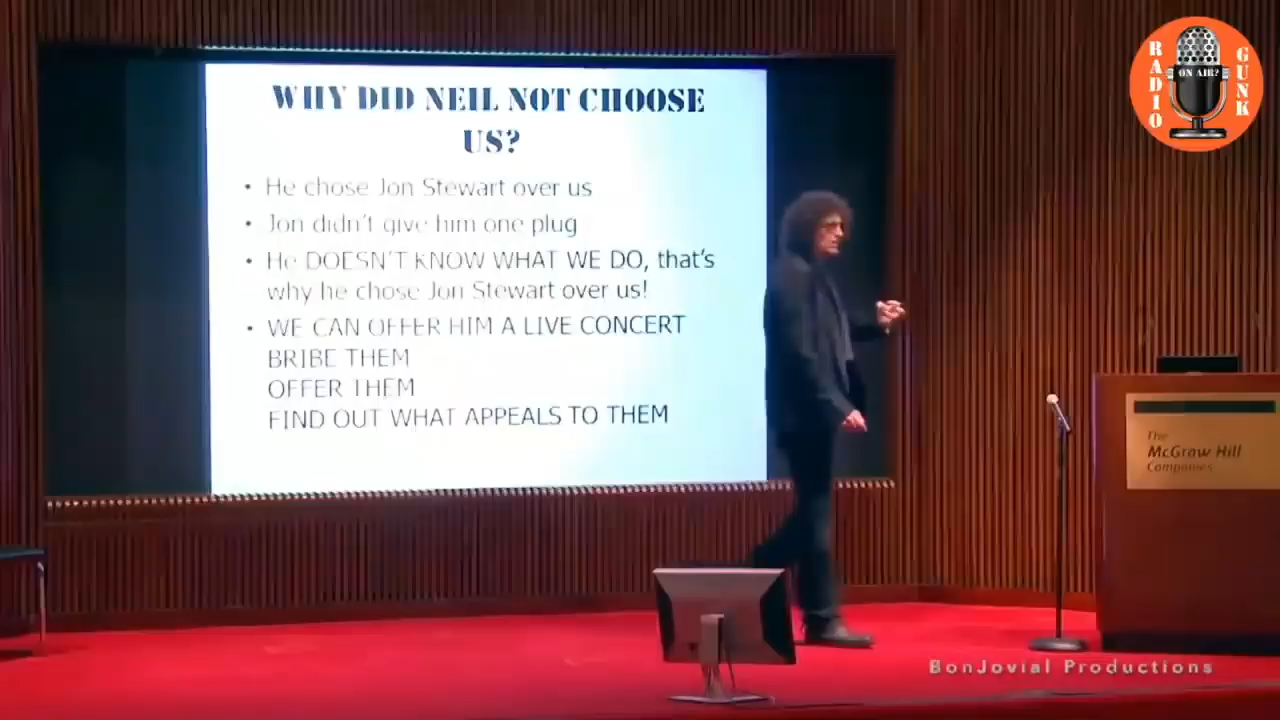 WHY DID NEIL NOT CHOOSE
US?
• He chose Jon Stewart over us
• Jon didn't give him one plug
• He DOESN'T KNOW WHAT WE DO, that's
why he chose Jon Stewart over us!
• WE CAN OFFER HIM A LIVE CONCERT
BRIBE THEM
OFFER THEM
FIND OUT WHAT APPEALS TO THEM
RADIO
ON AIR?
GUNK
The
McGraw Hill
Companies
BonJovial Productions